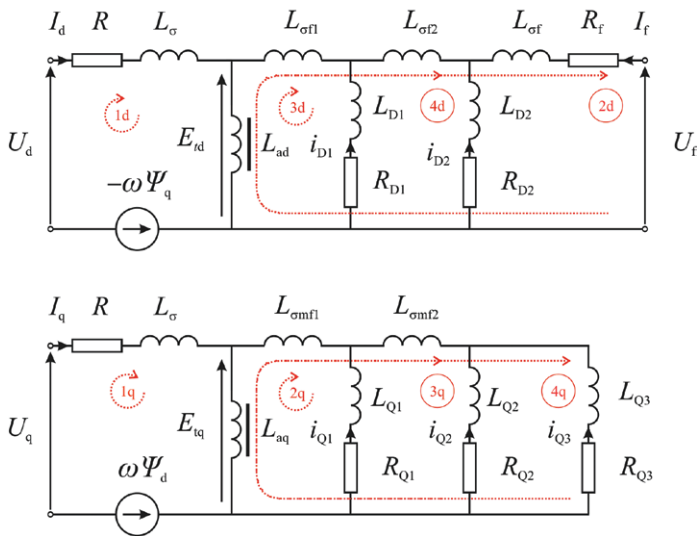 I_d R L_σ L_σf1 L_σf2 L_σf R_f I_f
1d 3d 4d 2d
L_D1 L_D2
U_d E_td L_ad i_D1 i_D2 U_f
R_D1 R_D2
−ωΨ_q
I_q R L_σ L_σmf1 L_σmf2
1q 2q 3q 4q
L_Q1 L_Q2 L_Q3
U_q E_tq L_aq i_Q1 i_Q2 i_Q3
R_Q1 R_Q2 R_Q3
ωΨ_d